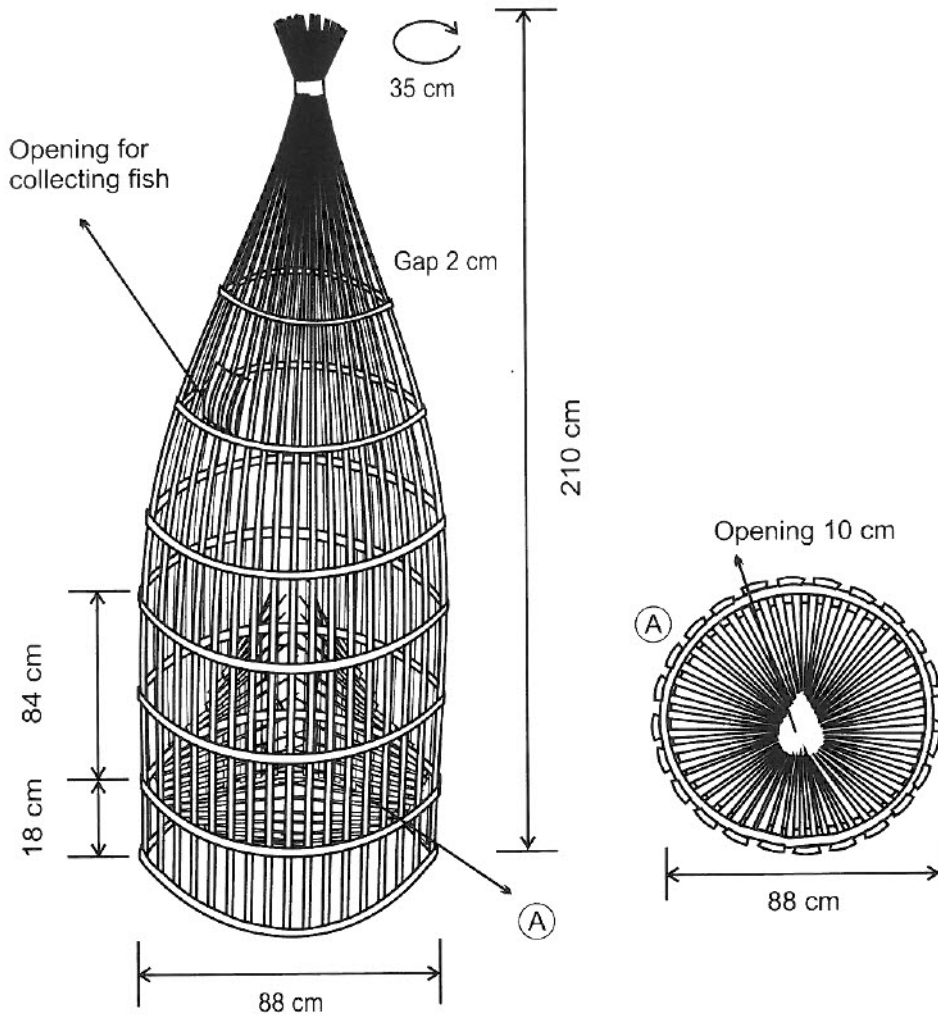 35 cm
Opening for
collecting fish
Gap 2 cm
210 cm
Opening 10 cm
A
84 cm
18 cm
A
88 cm
88 cm